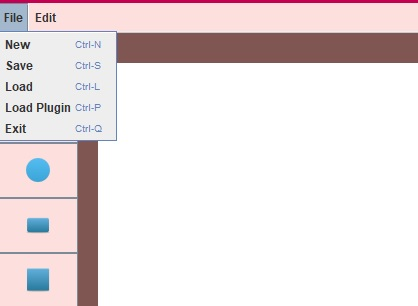 File Edit
New Ctrl-N
Save Ctrl-S
Load Ctrl-L
Load Plugin Ctrl-P
Exit Ctrl-Q